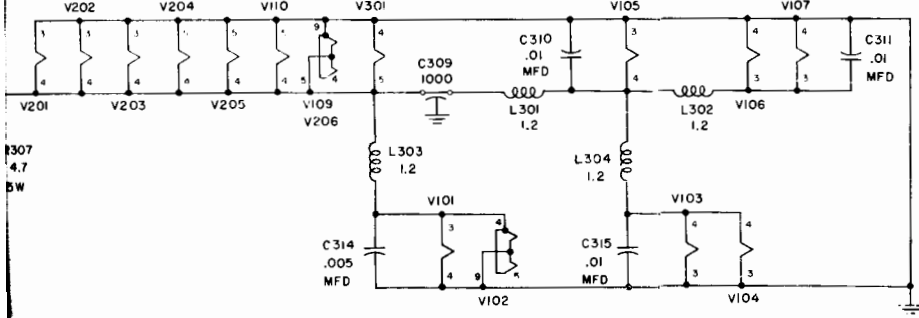 V202 V204 V110 V301 V105 V107
3 3 3 5 5 6 9 4 3 4 4
C310
.01
MFD
C311
.01
MFD
C309
1000
4 4 4 4 4 4 5 4 5 4 3 3
V201 V203 V205 V109
V206
L301
1.2
L302
1.2
V106
R307
4.7
5W
L303
1.2
L304
1.2
V101 V103
3 4 4 4
C314
.005
MFD
C315
.01
MFD
4 9 5 3 3
V102 V104